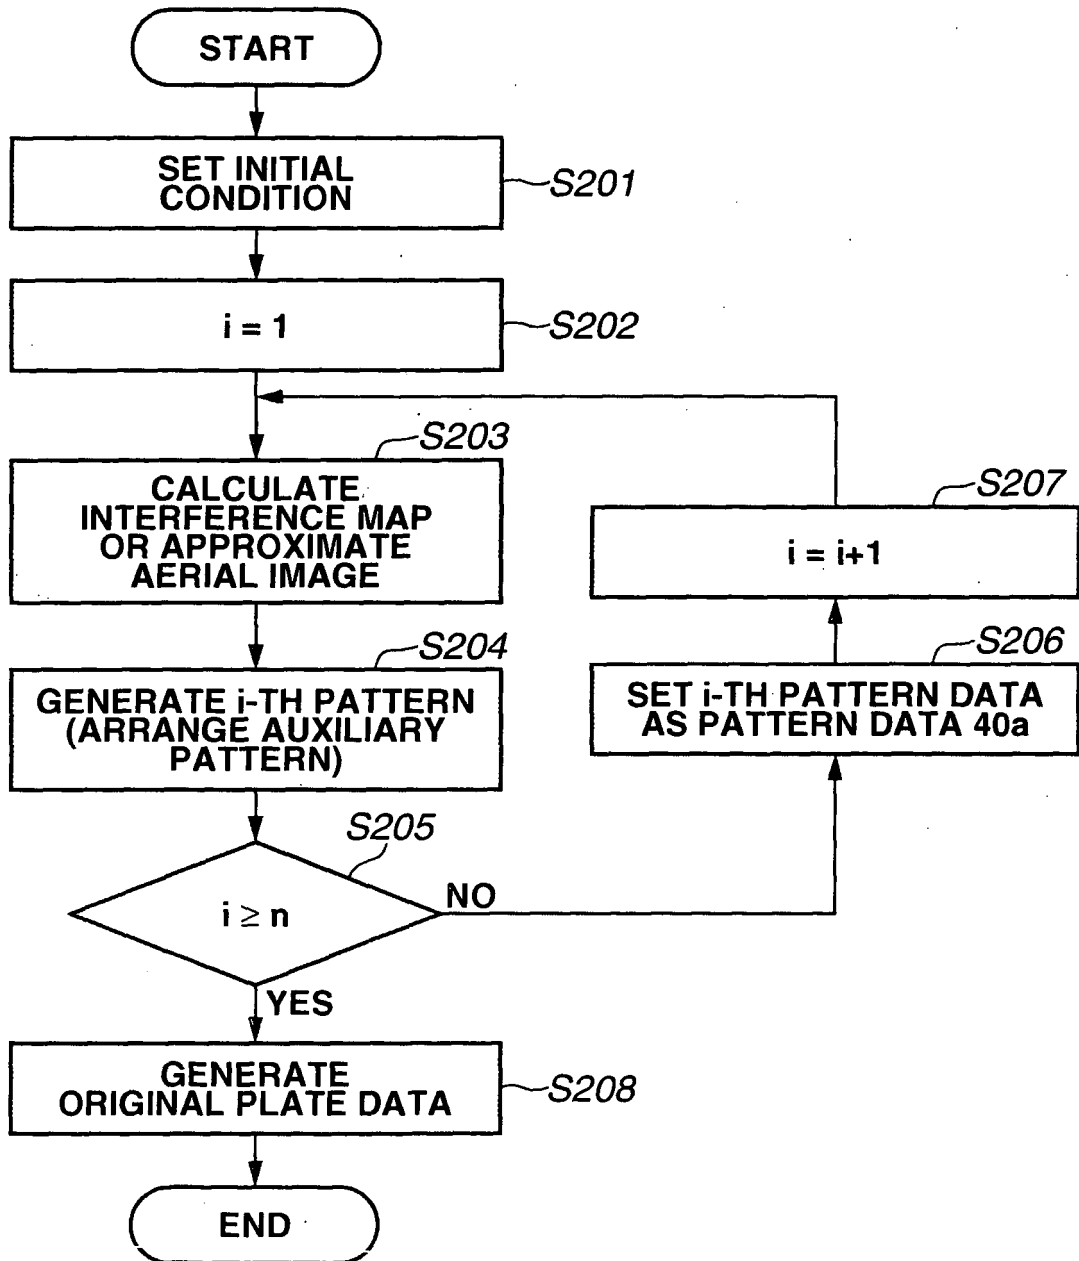 START
SET INITIAL
CONDITION
S201
i = 1
S202
S203
CALCULATE
INTERFERENCE MAP
OR APPROXIMATE
AERIAL IMAGE
S207
i = i+1
S204
GENERATE i-TH PATTERN
(ARRANGE AUXILIARY
PATTERN)
S206
SET i-TH PATTERN DATA
AS PATTERN DATA 40a
S205
i ≥ n
NO
YES
GENERATE
ORIGINAL PLATE DATA
S208
END